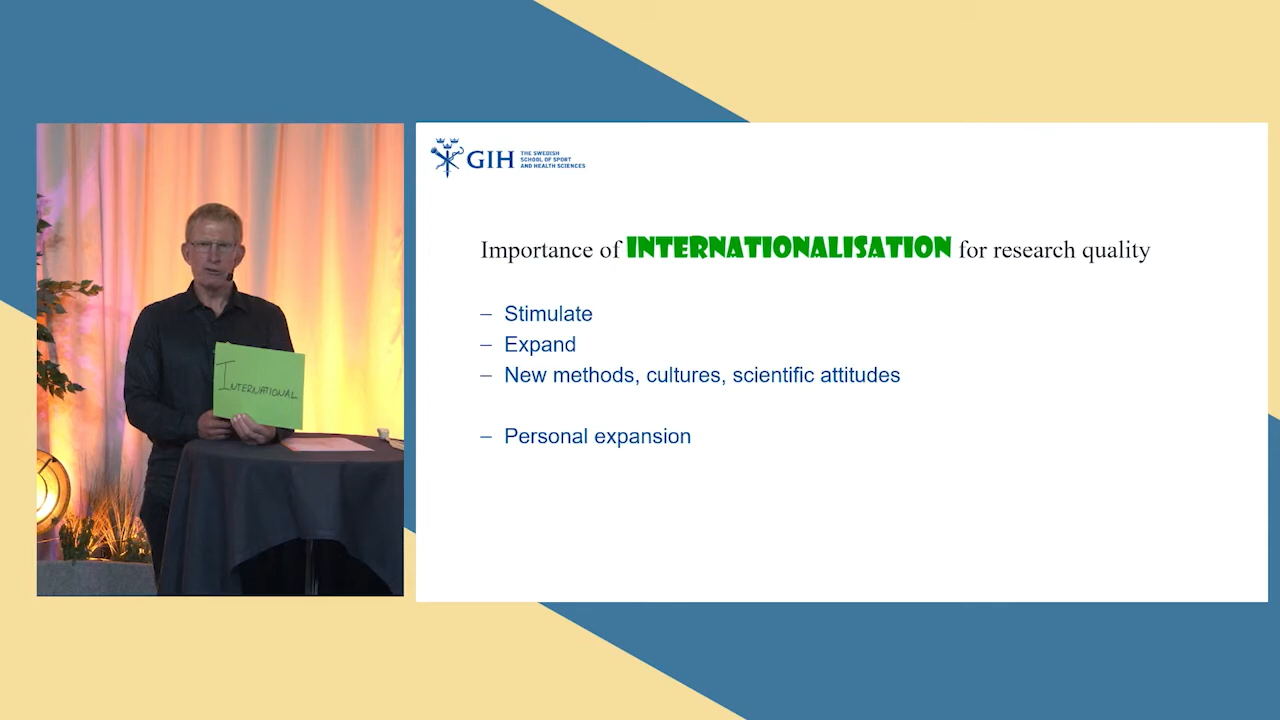 INTERNATIONAL
GIH
THE SWEDISH
SCHOOL OF SPORT
AND HEALTH SCIENCES
Importance of INTERNATIONALISATION for research quality
– Stimulate
– Expand
– New methods, cultures, scientific attitudes
– Personal expansion